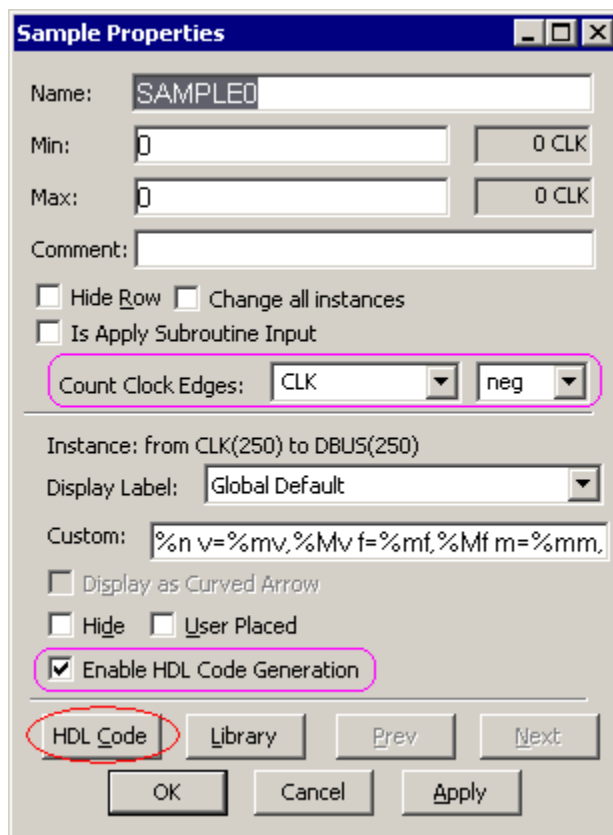 Sample Properties
Name: SAMPLE0
Min: 0 0 CLK
Max: 0 0 CLK
Comment:
Hide Row Change all instances
Is Apply Subroutine Input
Count Clock Edges: CLK neg
Instance: from CLK(250) to DBUS(250)
Display Label: Global Default
Custom: %n v=%mv,%Mv f=%mf,%Mf m=%mm,
Display as Curved Arrow
Hide User Placed
Enable HDL Code Generation
HDL Code Library Prev Next
OK Cancel Apply